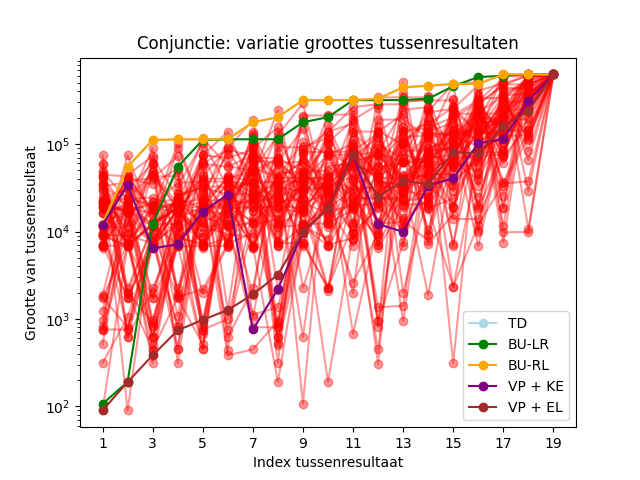 Conjunctie: variatie groottes tussenresultaten
Grootte van tussenresultaat
10^5
10^4
10^3
10^2
TD
BU-LR
BU-RL
VP + KE
VP + EL
1 3 5 7 9 11 13 15 17 19
Index tussenresultaat